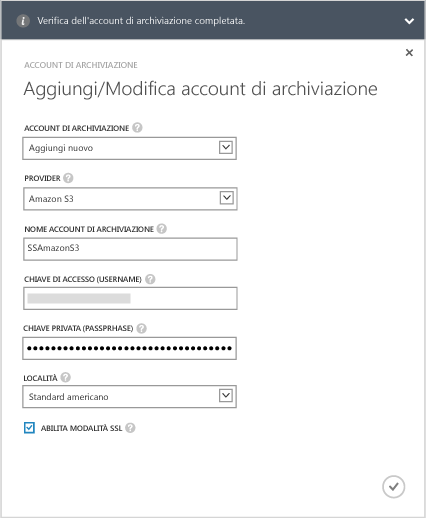 Verifica dell'account di archiviazione completata.
ACCOUNT DI ARCHIVIAZIONE
Aggiungi/Modifica account di archiviazione
ACCOUNT DI ARCHIVIAZIONE ?
Aggiungi nuovo
PROVIDER ?
Amazon S3
NOME ACCOUNT DI ARCHIVIAZIONE ?
SSAmazonS3
CHIAVE DI ACCESSO (USERNAME) ?
CHIAVE PRIVATA (PASSPRHASE) ?
LOCALITÀ ?
Standard americano
ABILITA MODALITÀ SSL ?